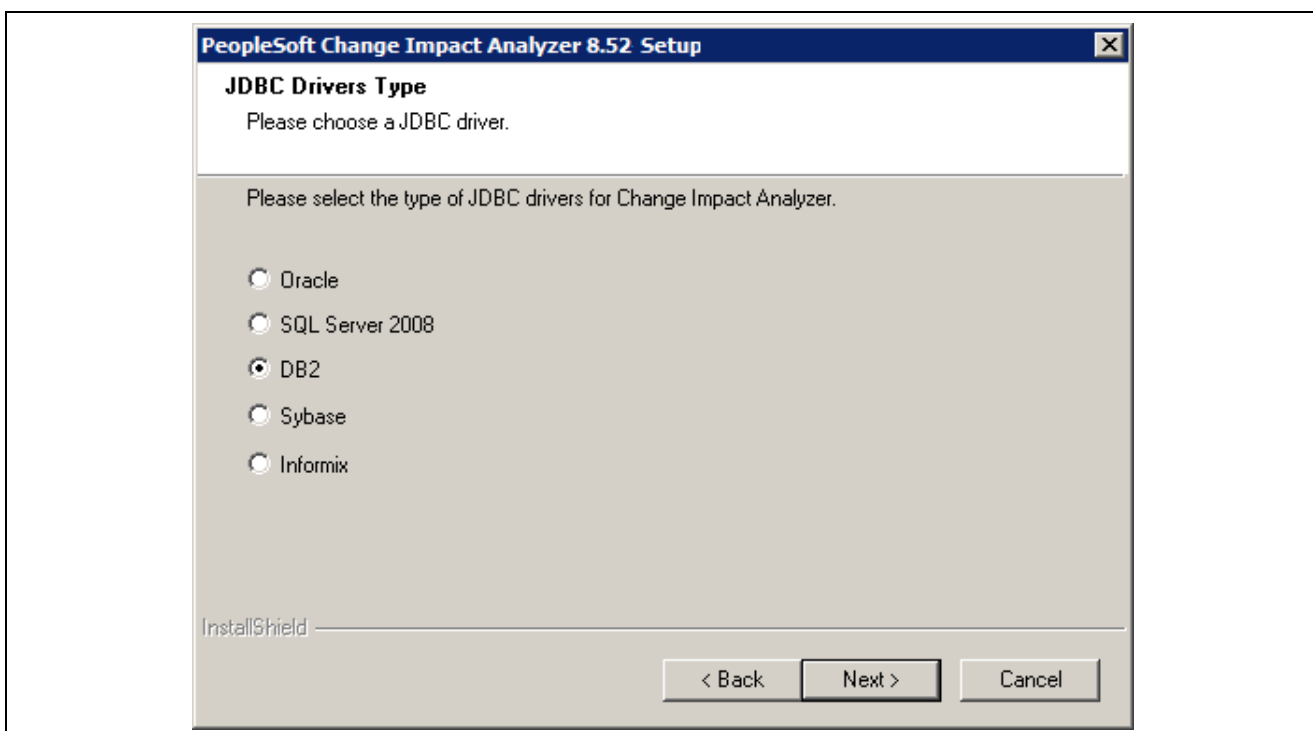 PeopleSoft Change Impact Analyzer 8.52 Setup
JDBC Drivers Type
Please choose a JDBC driver.
Please select the type of JDBC drivers for Change Impact Analyzer.
Oracle
SQL Server 2008
DB2
Sybase
Informix
InstallShield
< Back Next > Cancel